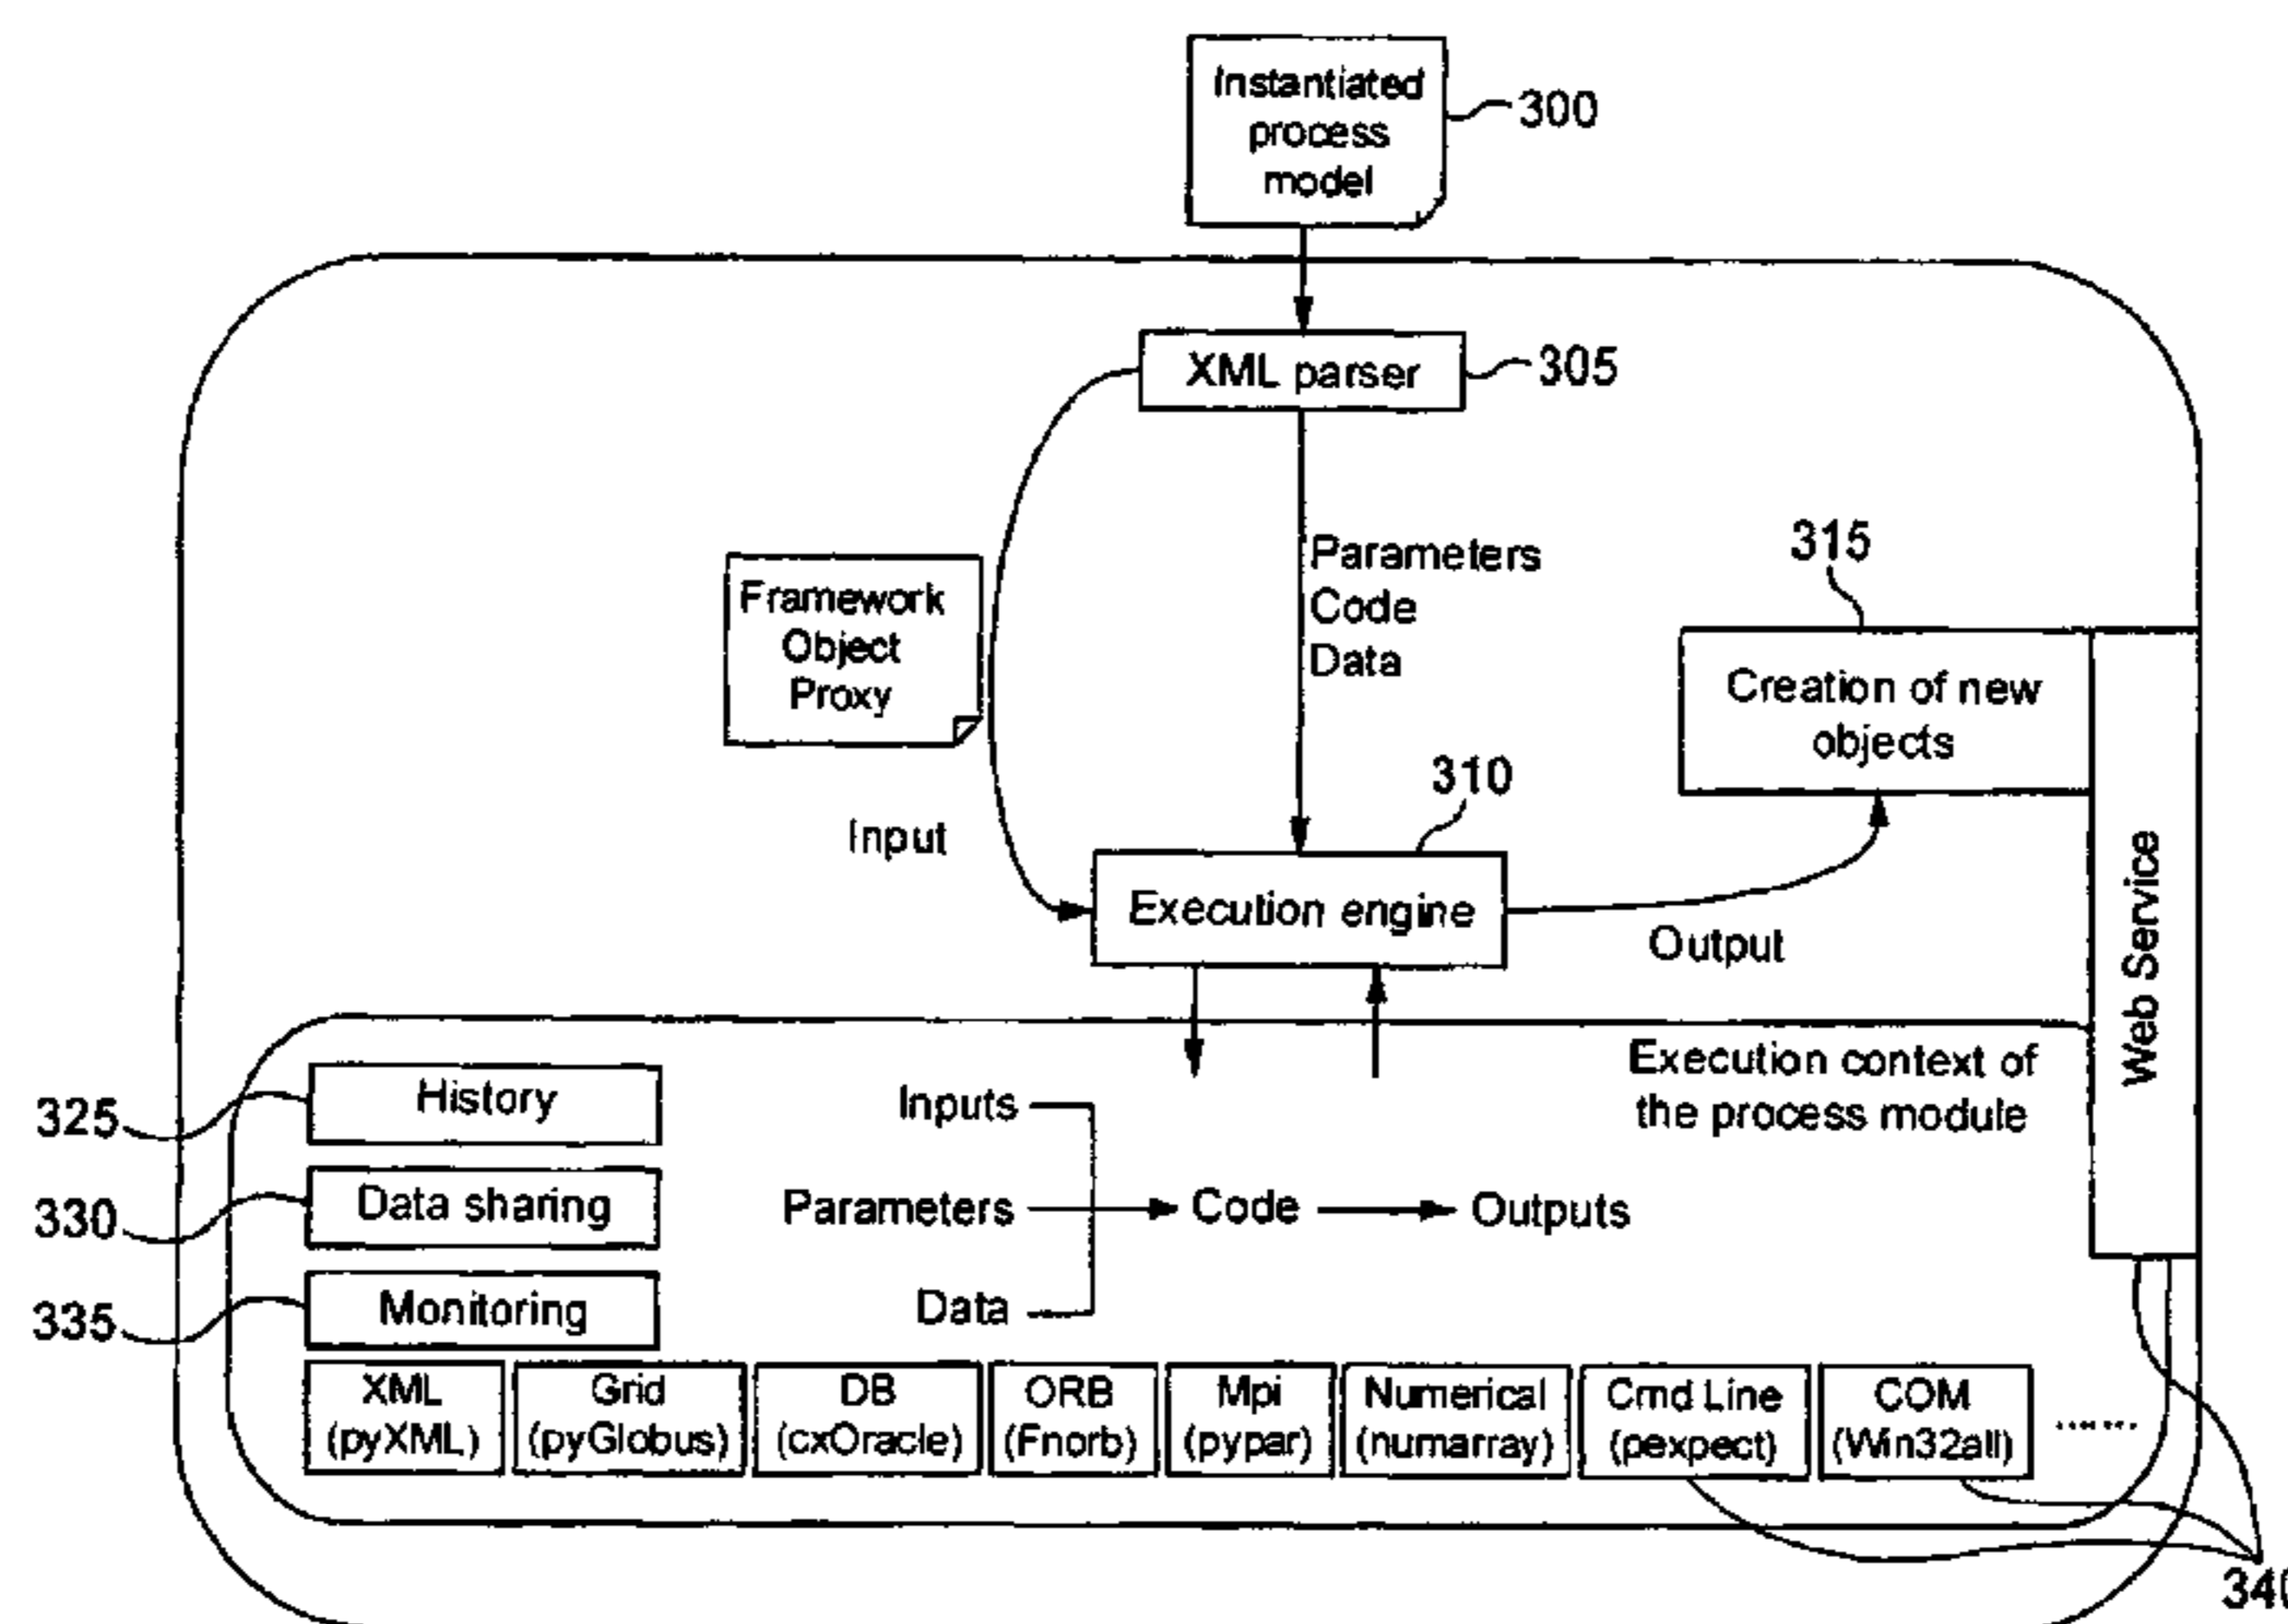 Instantiated
process
model
300
XML parser
305
Framework
Object
Proxy
Parameters
Code
Data
315
Creation of new
objects
310
Input
Execution engine
Output
Web Service
Execution context of
the process module
325
History
Inputs
330
Data sharing
Parameters
Code
Outputs
335
Monitoring
Data
XML
(pyXML)
Grid
(pyGlobus)
DB
(cxOracle)
ORB
(Fnorb)
Mpi
(pypar)
Numerical
(numarray)
Cmd Line
(pexpect)
COM
(Win32all)
.......
340